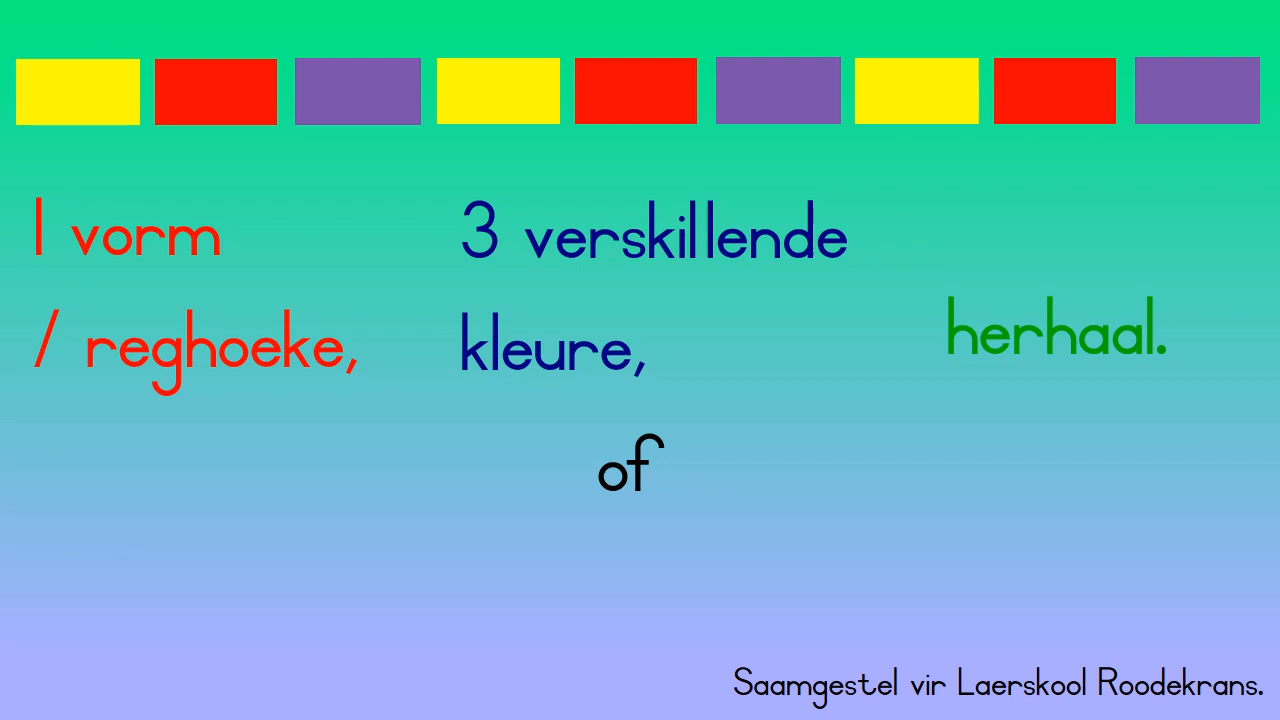 1 vorm
/ reghoeke,
3 verskillende
kleure,
herhaal.
of
Saamgestel vir Laerskool Roodekrans.